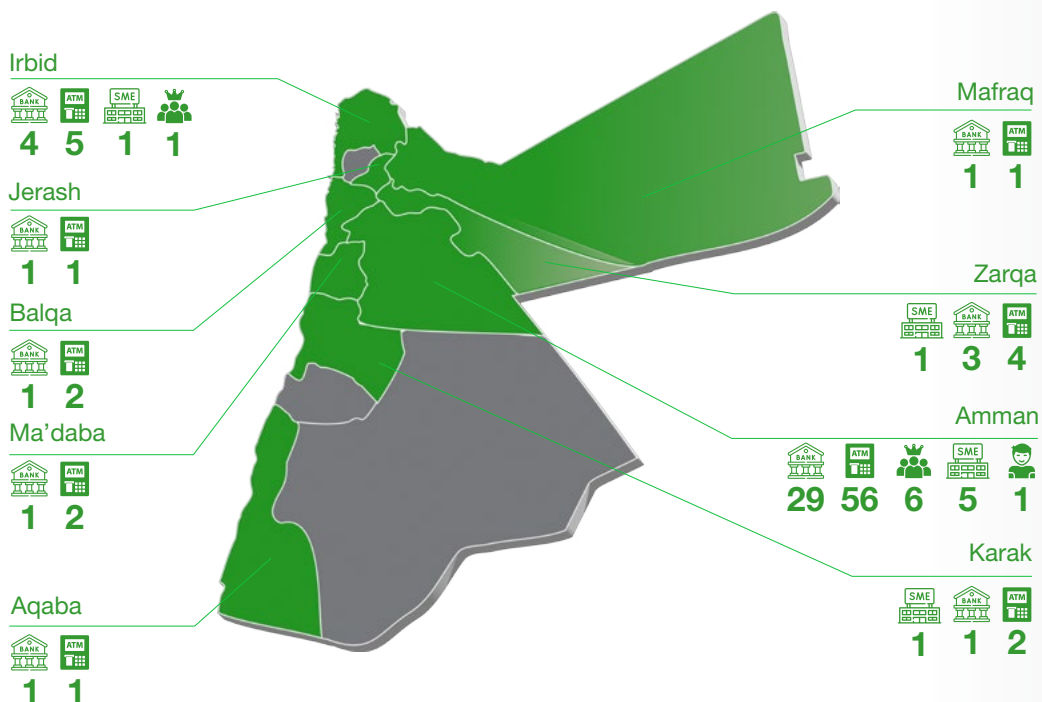 Irbid
BANK ATM SME
4 5 1 1
Jerash
BANK ATM
1 1
Balqa
BANK ATM
1 2
Ma’daba
BANK ATM
1 2
Aqaba
BANK ATM
1 1
Mafraq
BANK ATM
1 1
Zarqa
SME BANK ATM
1 3 4
Amman
BANK ATM SME
29 56 6 5 1
Karak
SME BANK ATM
1 1 2